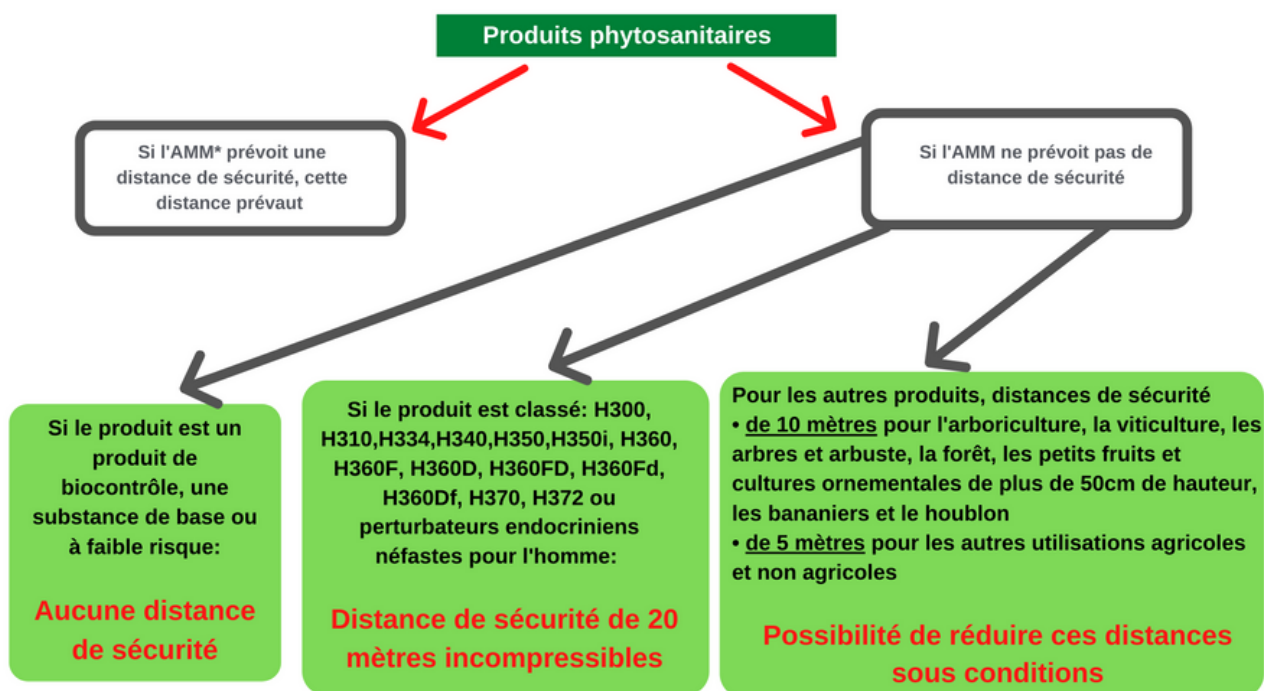 Produits phytosanitaires
Si l'AMM* prévoit une
distance de sécurité, cette
distance prévaut
Si l'AMM ne prévoit pas de
distance de sécurité
Si le produit est un
produit de
biocontrôle, une
substance de base ou
à faible risque:
Aucune distance
de sécurité
Si le produit est classé: H300,
H310,H334,H340,H350,H350i, H360,
H360F, H360D, H360FD, H360Fd,
H360Df, H370, H372 ou
perturbateurs endocriniens
néfastes pour l'homme:
Distance de sécurité de 20
mètres incompressibles
Pour les autres produits, distances de sécurité
• de 10 mètres pour l'arboriculture, la viticulture, les
arbres et arbuste, la forêt, les petits fruits et
cultures ornementales de plus de 50cm de hauteur,
les bananiers et le houblon
• de 5 mètres pour les autres utilisations agricoles
et non agricoles
Possibilité de réduire ces distances
sous conditions